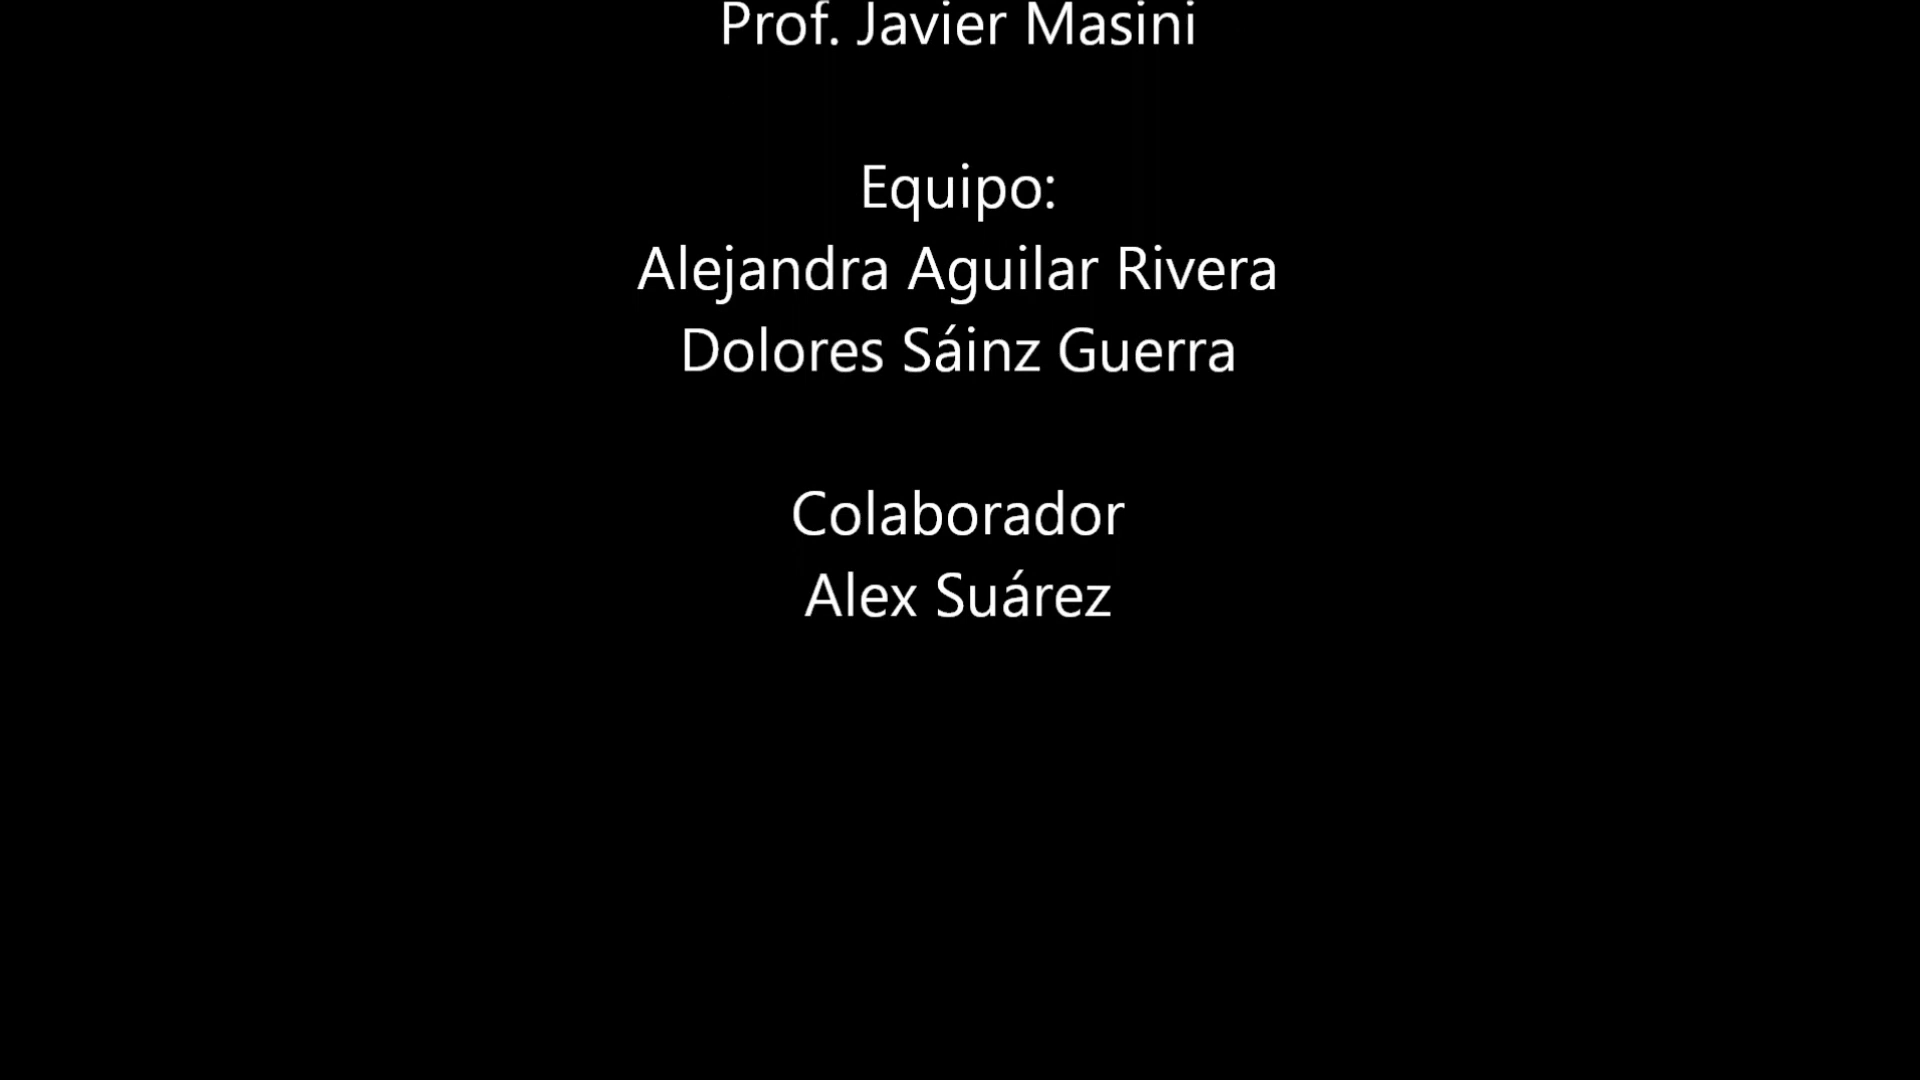 Prof. Javier Masini
Equipo:
Alejandra Aguilar Rivera
Dolores Sáinz Guerra
Colaborador
Alex Suárez